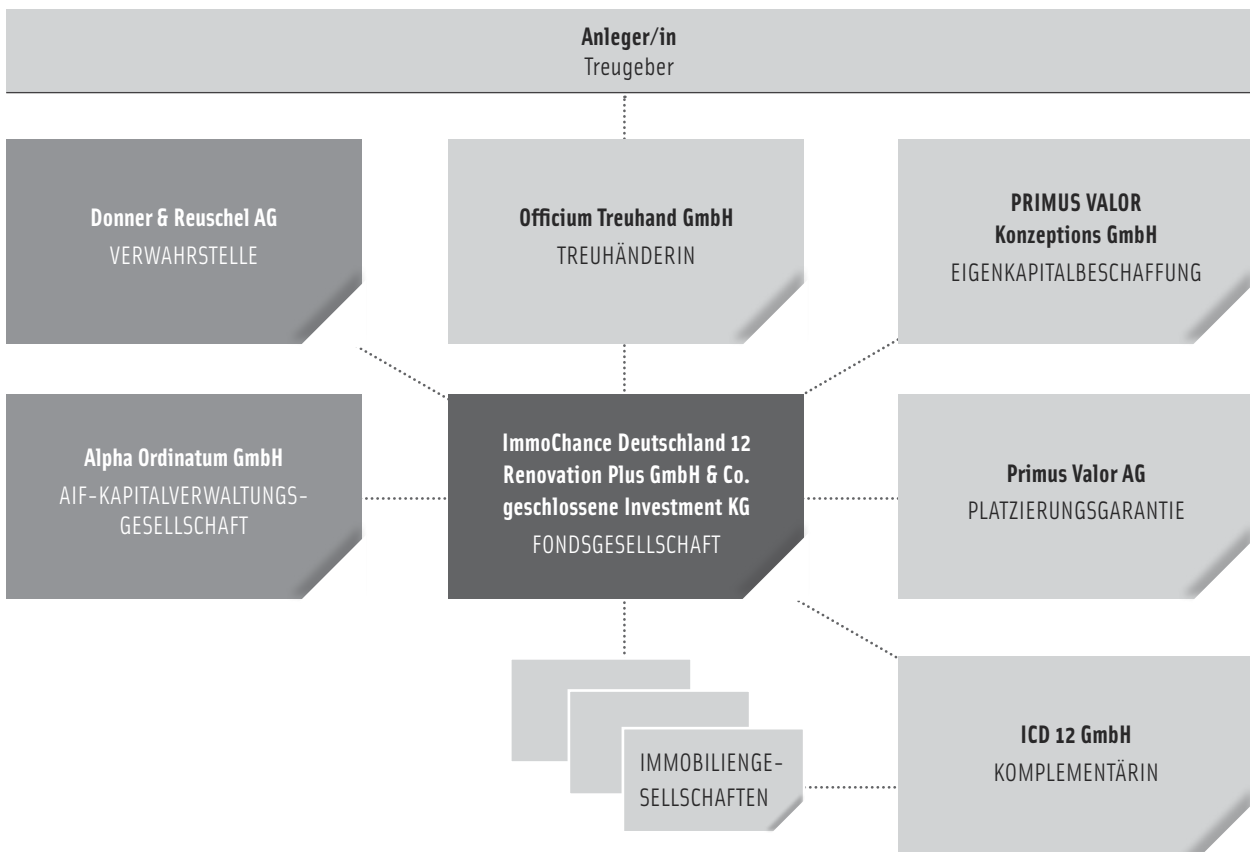 Anleger/in
Treugeber
Donner & Reuschel AG
VERWAHRSTELLE
Officium Treuhand GmbH
TREUHÄNDERIN
PRIMUS VALOR
Konzeptions GmbH
EIGENKAPITALBESCHAFFUNG
Alpha Ordinatum GmbH
AIF-KAPITALVERWALTUNGS-
GESELLSCHAFT
ImmoChance Deutschland 12
Renovation Plus GmbH & Co.
geschlossene Investment KG
FONDSGESELLSCHAFT
Primus Valor AG
PLATZIERUNGSGARANTIE
IMMOBILIENGE-
SELLSCHAFTEN
ICD 12 GmbH
KOMPLEMENTÄRIN